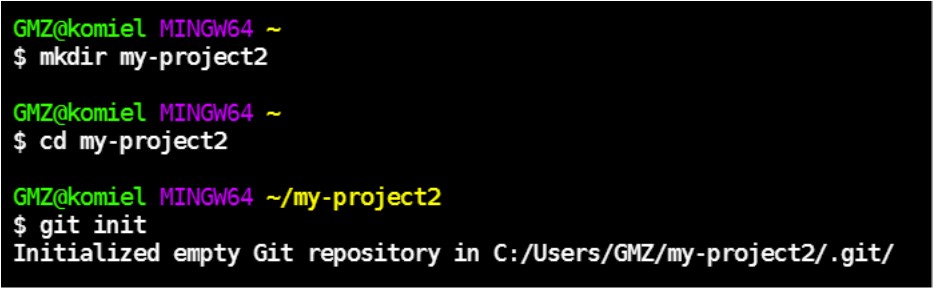 GMZ@komiel MINGW64 ~
$ mkdir my-project2
GMZ@komiel MINGW64 ~
$ cd my-project2
GMZ@komiel MINGW64 ~/my-project2
$ git init
Initialized empty Git repository in C:/Users/GMZ/my-project2/.git/